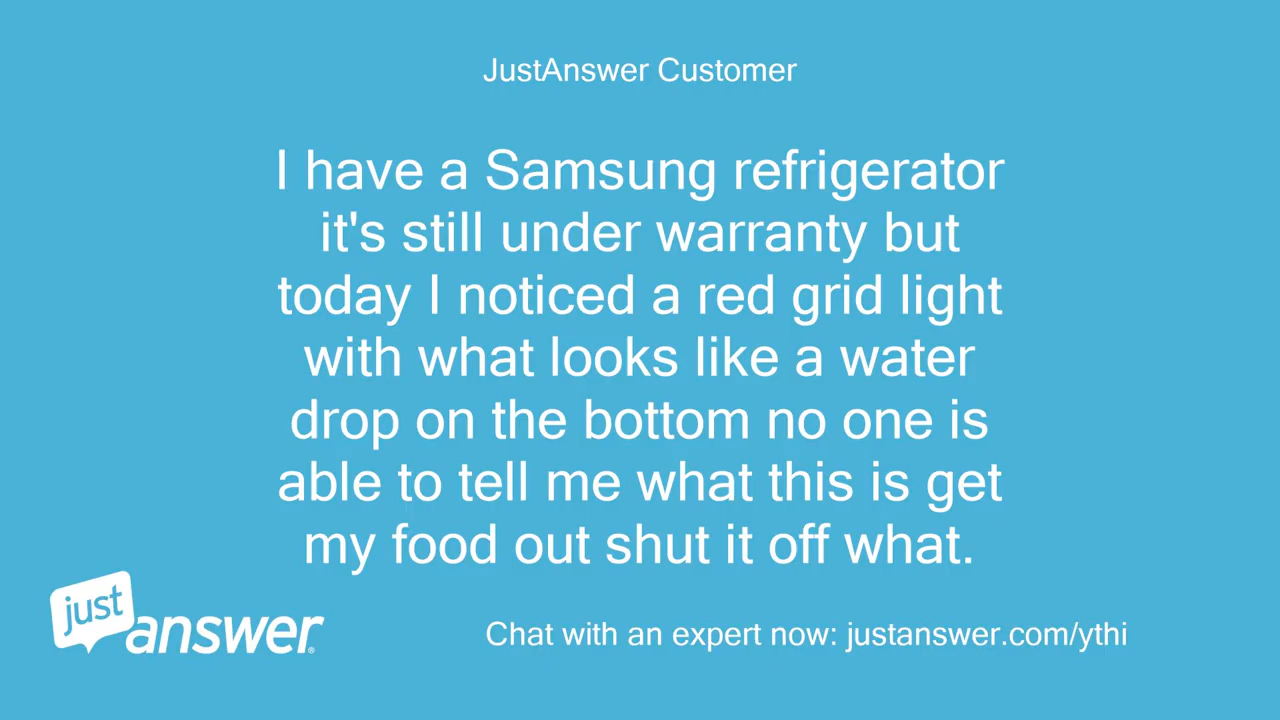 JustAnswer Customer
I have a Samsung refrigerator
it's still under warranty but
today I noticed a red grid light
with what looks like a water
drop on the bottom no one is
able to tell me what this is get
my food out shut it off what.
just
answer®
Chat with an expert now: justanswer.com/ythi